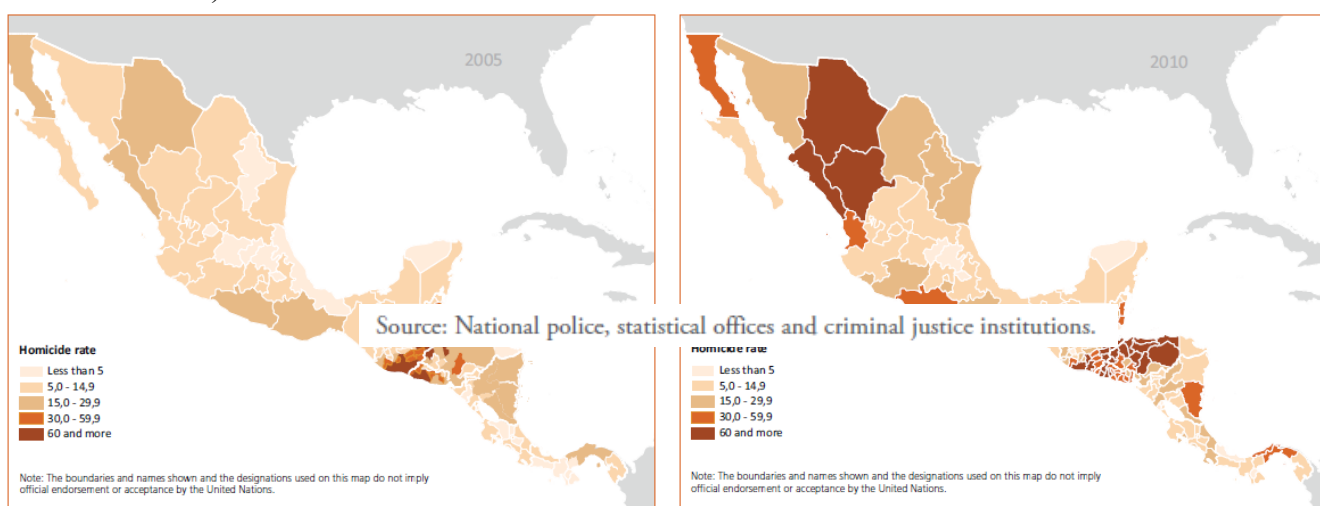 2005
2010
Source: National police, statistical offices and criminal justice institutions.
Homicide rate
Less than 5
5,0 - 14,9
15,0 - 29,9
30,0 - 59,9
60 and more
Note: The boundaries and names shown and the designations used on this map do not imply
official endorsement or acceptance by the United Nations.
Homicide rate
Less than 5
5,0 - 14,9
15,0 - 29,9
30,0 - 59,9
60 and more
Note: The boundaries and names shown and the designations used on this map do not imply
official endorsement or acceptance by the United Nations.